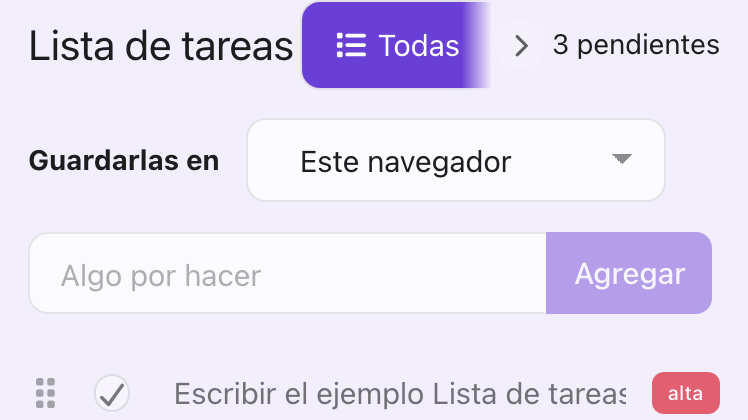 Lista de tareas Todas 3 pendientes
Guardarlas en Este navegador
Algo por hacer Agregar
Escribir el ejemplo Lista de tareas alta